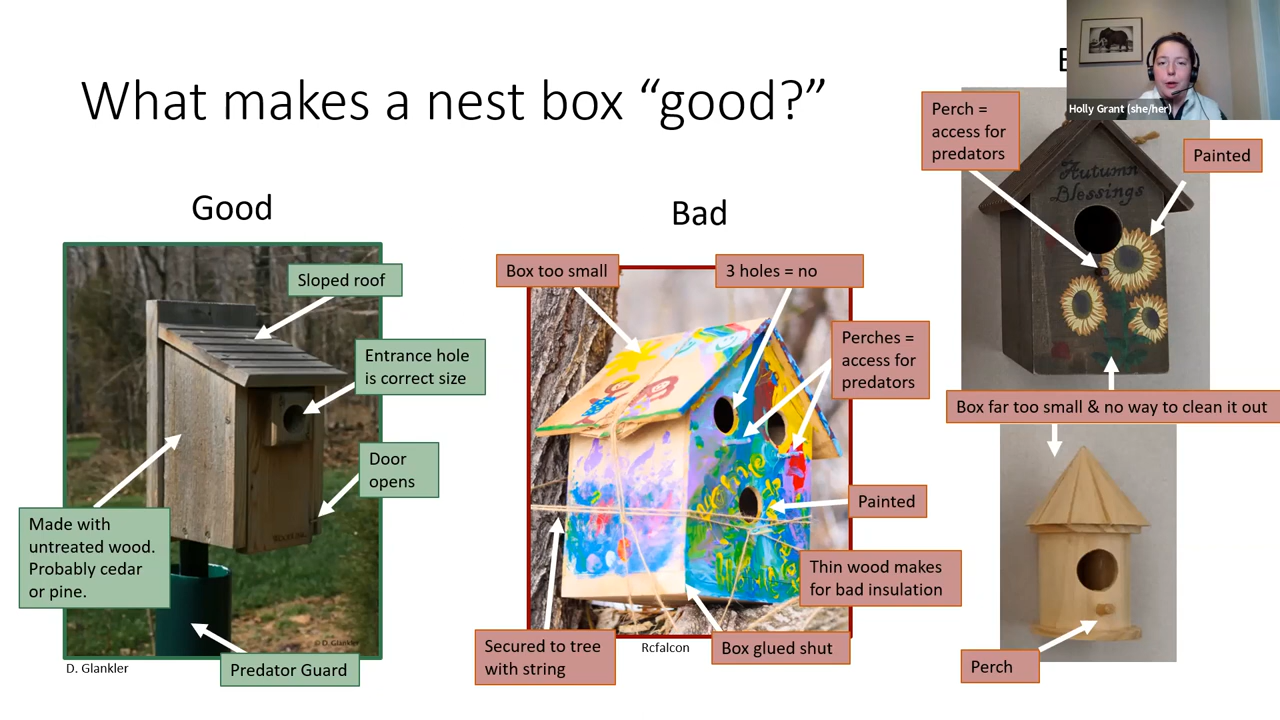 What makes a nest box “good?”
Holly Grant (she/her)
Good
Sloped roof
Entrance hole
is correct size
Door
opens
Made with
untreated wood.
Probably cedar
or pine.
Predator Guard
D. Glankler
© D. Glankler
Bad
Box too small
3 holes = no
Perches =
access for
predators
Painted
Thin wood makes
for bad insulation
Box glued shut
Secured to tree
with string
Rcfalcon
Perch =
access for
predators
Painted
Autumn
Blessings
Box far too small & no way to clean it out
Perch